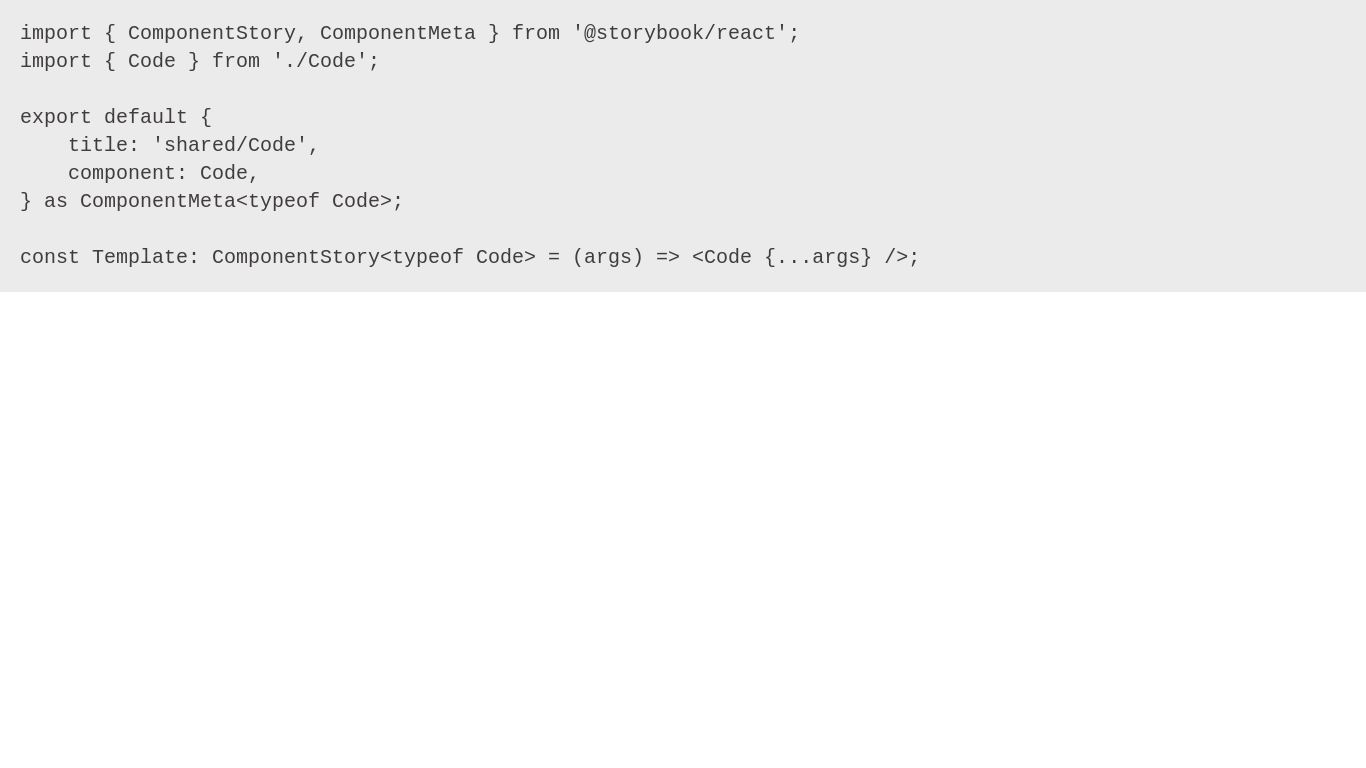 import { ComponentStory, ComponentMeta } from '@storybook/react';
import { Code } from './Code';

export default {
    title: 'shared/Code',
    component: Code,
} as ComponentMeta<typeof Code>;

const Template: ComponentStory<typeof Code> = (args) => <Code {...args} />;